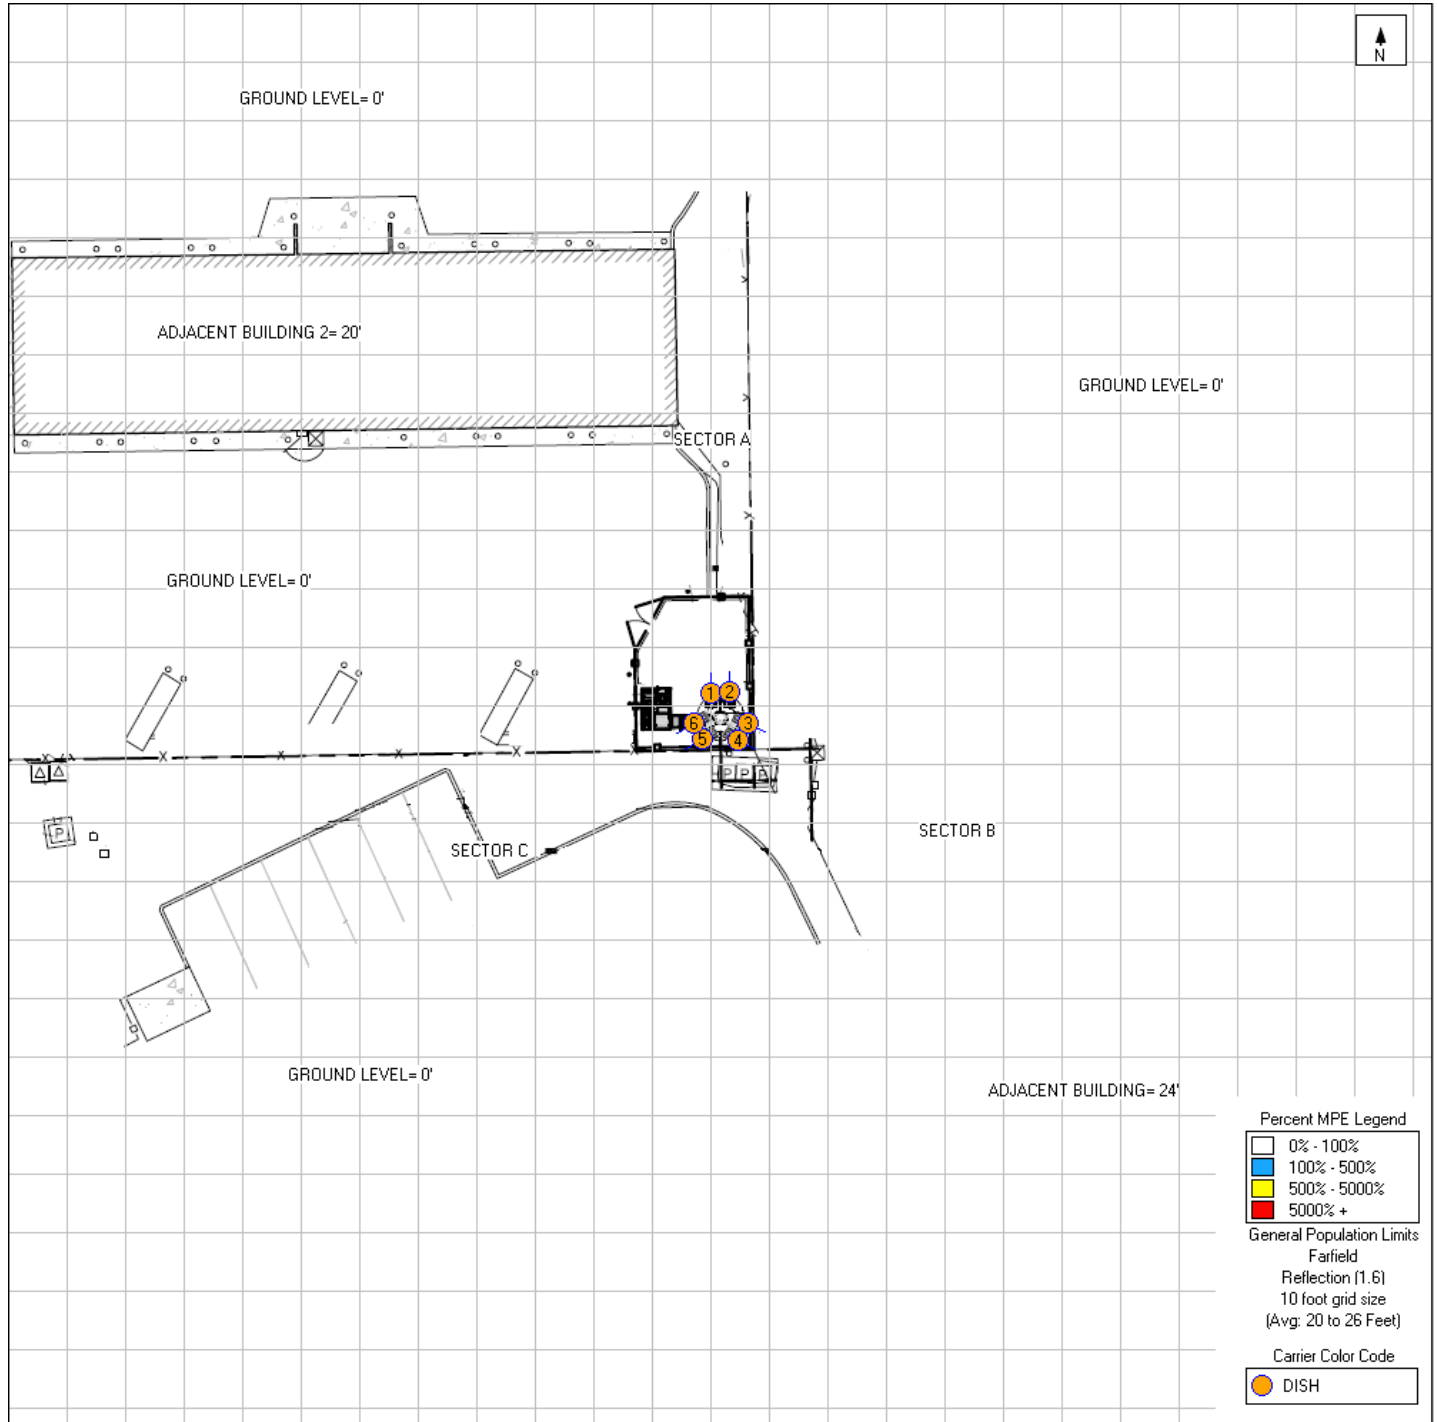 N
GROUND LEVEL= 0'
ADJACENT BUILDING 2= 20'
GROUND LEVEL= 0'
SECTOR A
GROUND LEVEL= 0'
1
2
6
3
5
4
P
P
P
P
SECTOR B
SECTOR C
GROUND LEVEL= 0'
ADJACENT BUILDING= 24'
Percent MPE Legend
0% - 100%
100% - 500%
500% - 5000%
5000% +
General Population Limits
Farfield
Reflection (1.6)
10 foot grid size
(Avg: 20 to 26 Feet)
Carrier Color Code
DISH